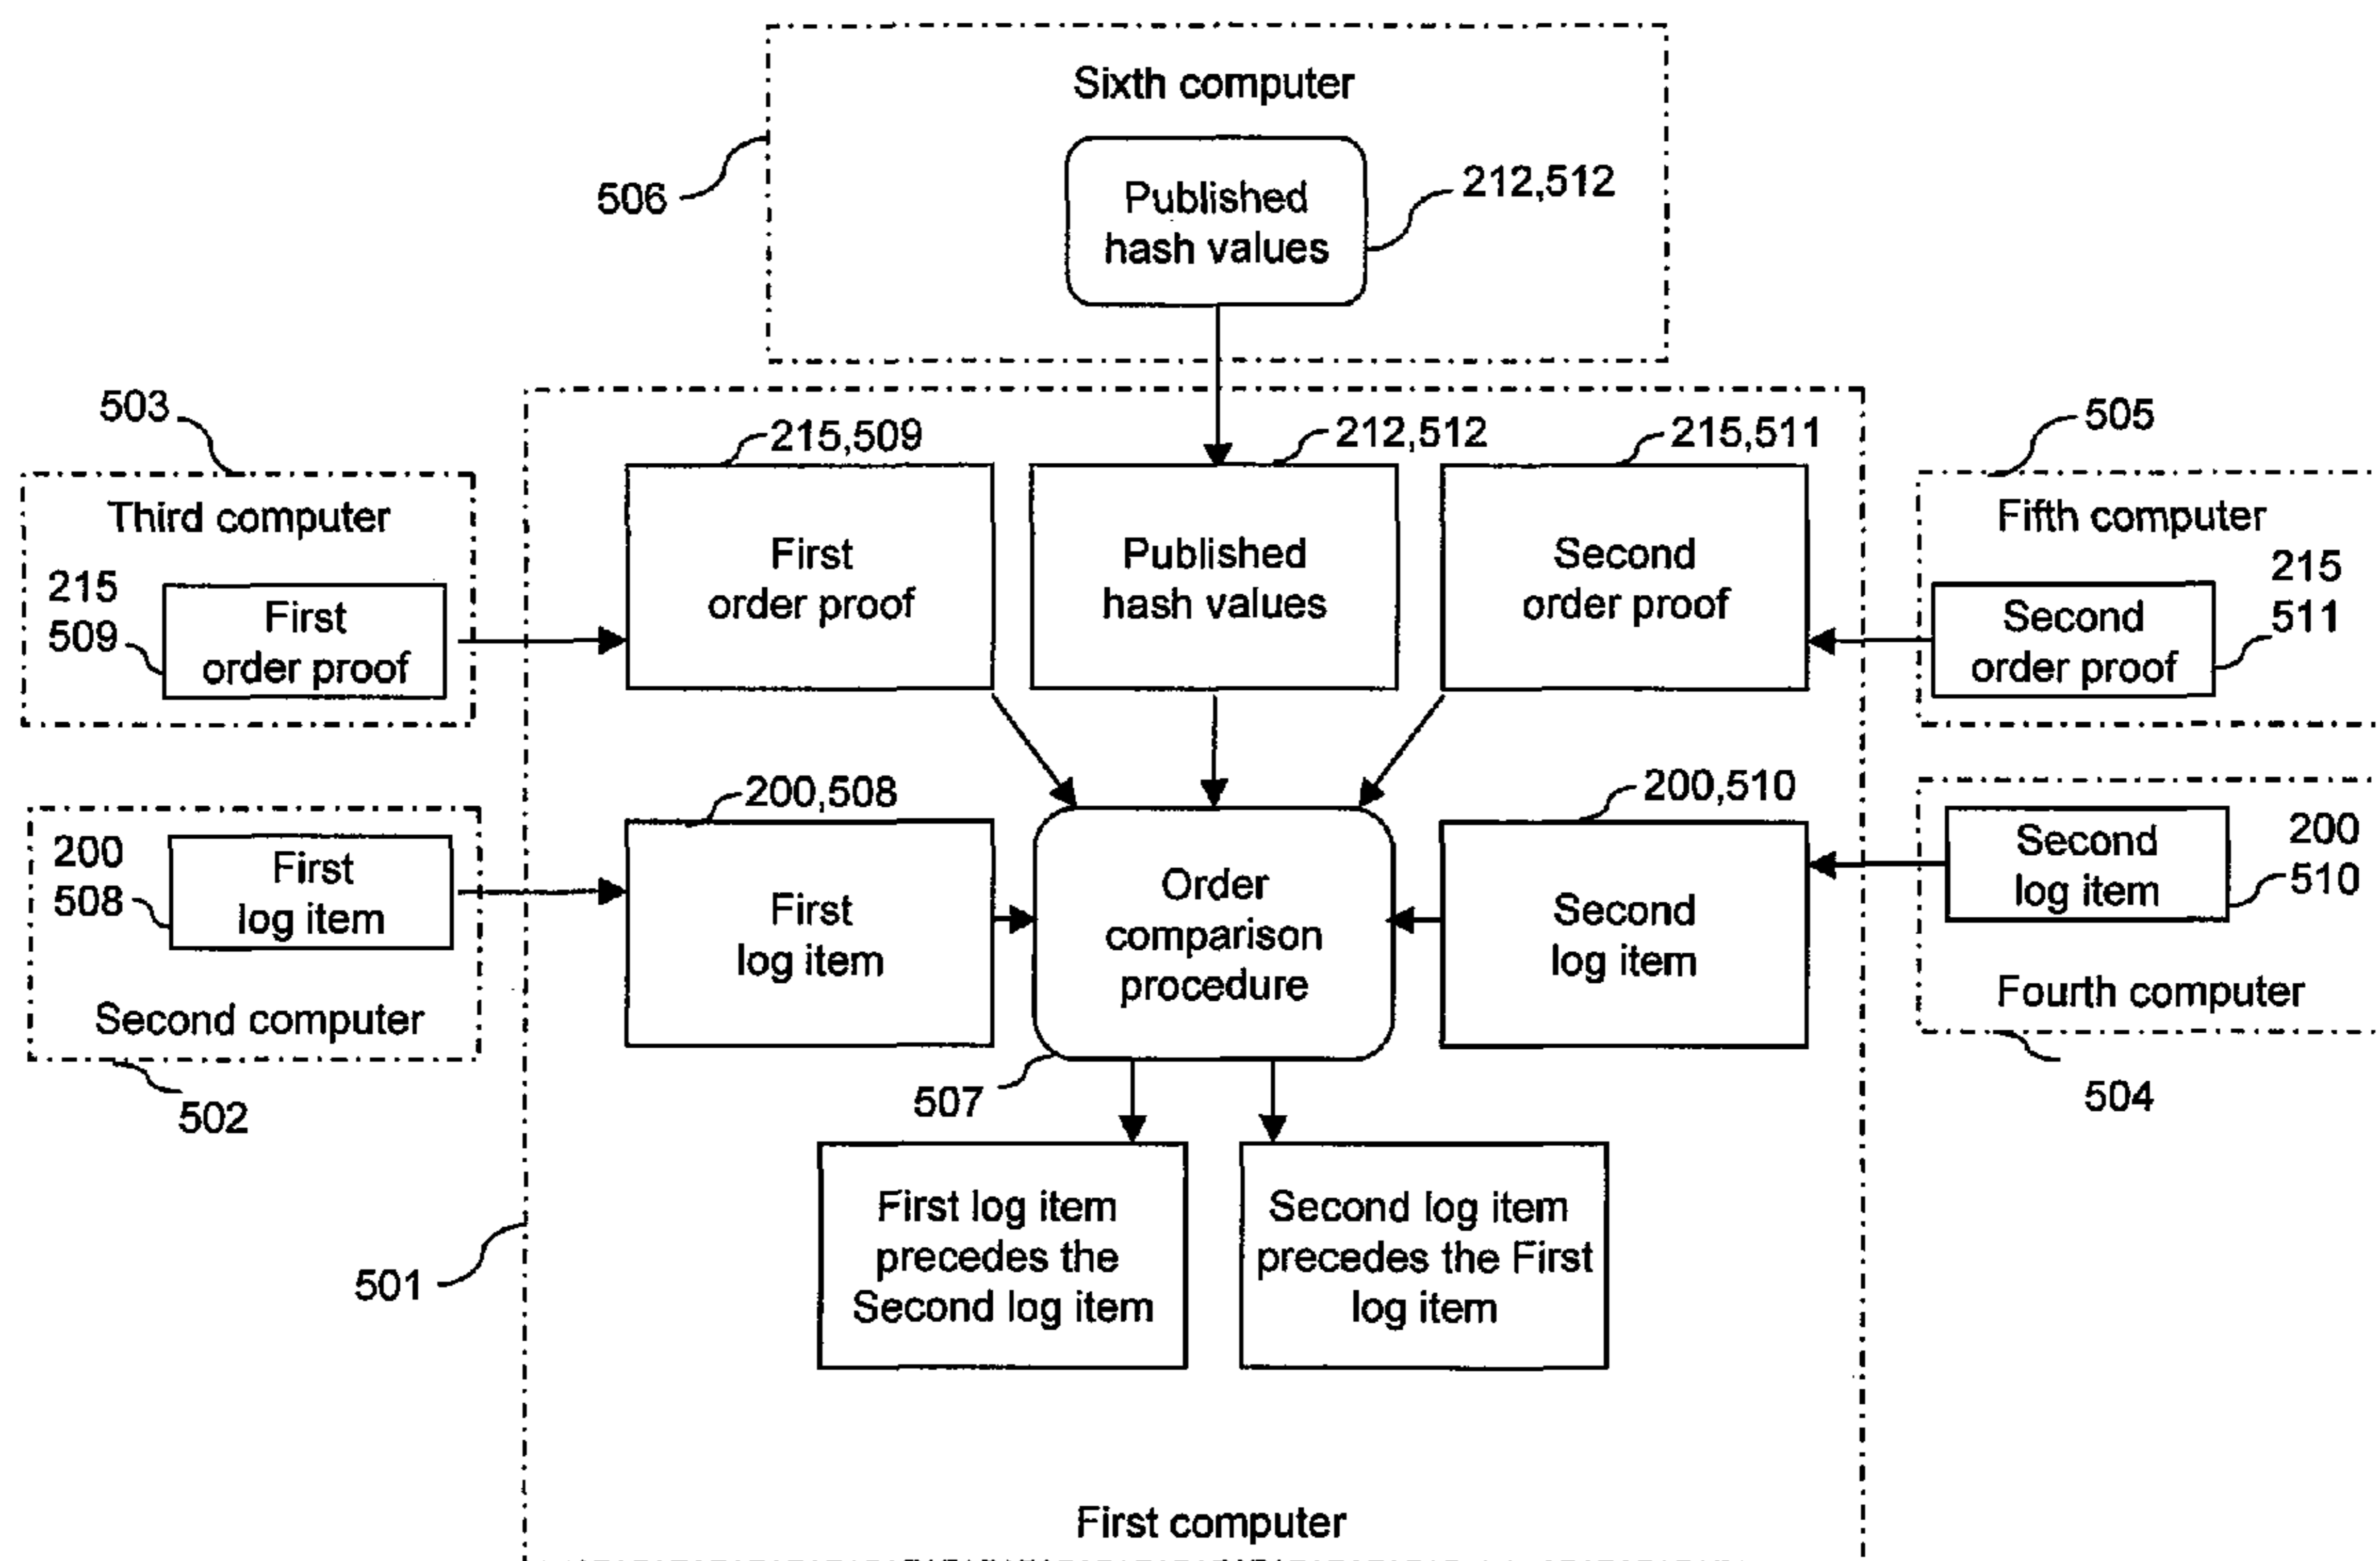 Sixth computer
Published
hash values
212,512
506
503
215,509
212,512
215,511
505
Third computer
215
509
First
order proof
First
order proof
Published
hash values
Second
order proof
Fifth computer
Second
order proof
215
511
200,508
200,510
200
508
First
log item
Second computer
502
First
log item
Order
comparison
procedure
Second
log item
Second
log item
200
510
Fourth computer
504
507
First log item
precedes the
Second log item
Second log item
precedes the First
log item
501
First computer